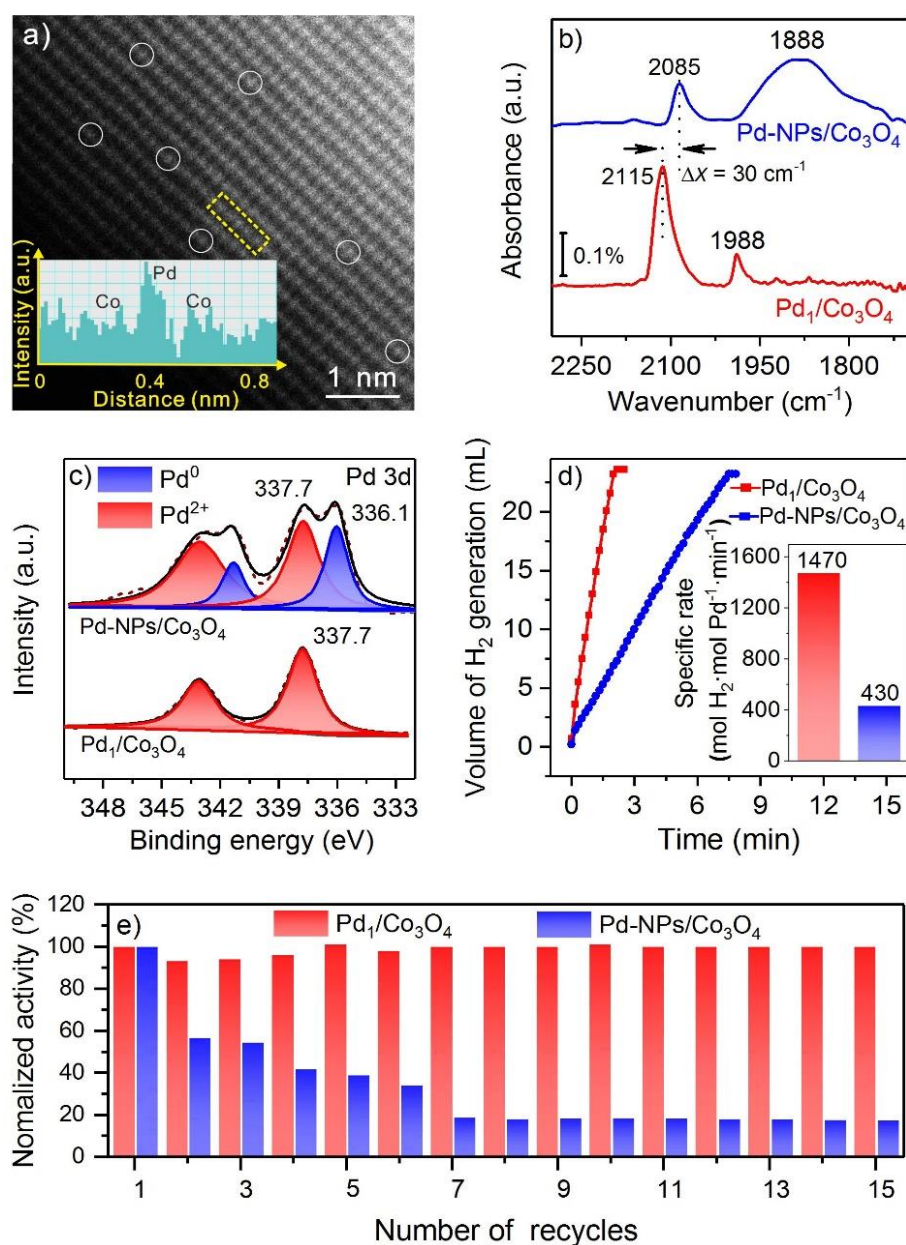 a)
Intensity (a.u.)
Pd
Co
Co
0
0.4
0.8
Distance (nm)
1 nm
b)
Absorbance (a.u.)
2085
1888
Pd-NPs/Co₃O₄
2115
ΔX = 30 cm⁻¹
0.1%
1988
Pd₁/Co₃O₄
2250 2100 1950 1800
Wavenumber (cm⁻¹)
c)
Pd⁰
Pd²⁺
Pd 3d
337.7
336.1
Pd-NPs/Co₃O₄
337.7
Pd₁/Co₃O₄
Intensity (a.u.)
348 345 342 339 336 333
Binding energy (eV)
d)
Volume of H₂ generation (mL)
20
15
10
5
0
Pd₁/Co₃O₄
Pd-NPs/Co₃O₄
Specific rate
(mol H₂·mol Pd⁻¹·min⁻¹)
1600
1200
800
400
0
1470
430
0 3 6 9 12 15
Time (min)
e)
Nomalized activity (%)
120
100
80
60
40
20
0
Pd₁/Co₃O₄
Pd-NPs/Co₃O₄
1 3 5 7 9 11 13 15
Number of recycles